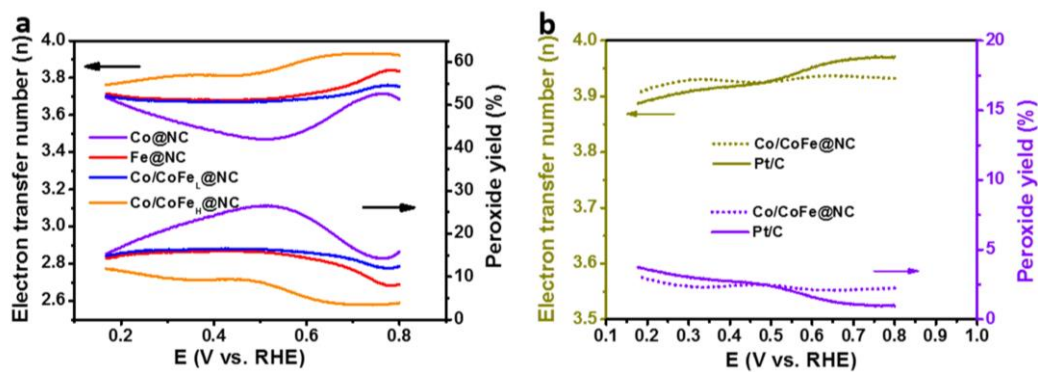 a
Electron transfer number (n)
4.0
3.8
3.6
3.4
3.2
3.0
2.8
2.6
Co@NC
Fe@NC
Co/CoFeL@NC
Co/CoFeH@NC
60
50
40
30
20
10
0
Peroxide yield (%)
0.2 0.4 0.6 0.8
E (V vs. RHE)
b
Electron transfer number (n)
4.0
3.9
3.8
3.7
3.6
3.5
Co/CoFe@NC
Pt/C
Co/CoFe@NC
Pt/C
20
15
10
5
0
Peroxide yield (%)
0.1 0.2 0.3 0.4 0.5 0.6 0.7 0.8 0.9 1.0
E (V vs. RHE)